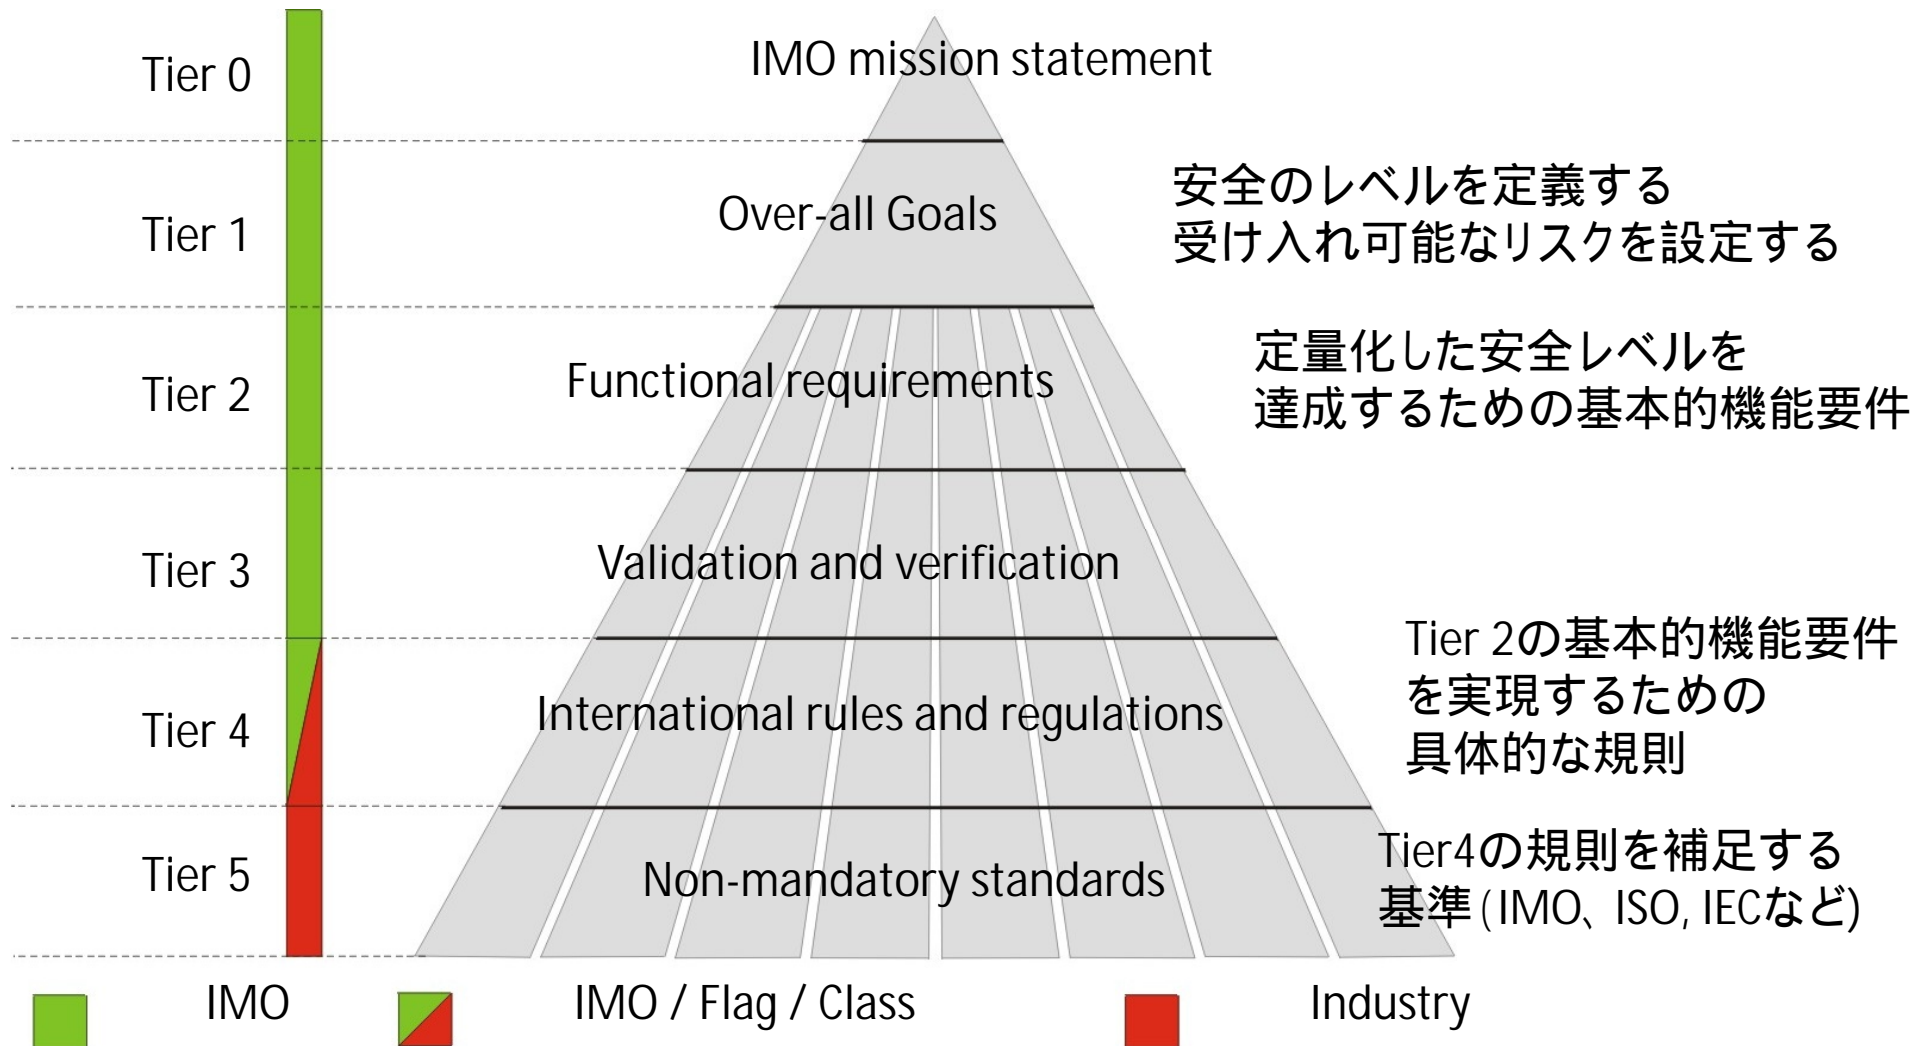 Tier 0
IMO mission statement
Tier 1
Over-all Goals
安全のレベルを定義する
受け入れ可能なリスクを設定する
Tier 2
Functional requirements
定量化した安全レベルを
達成するための基本的機能要件
Tier 3
Validation and verification
Tier 4
International rules and regulations
Tier 2の基本的機能要件
を実現するための
具体的な規則
Tier 5
Non-mandatory standards
Tier4の規則を補足する
基準(IMO、ISO, IECなど)
IMO
IMO / Flag / Class
Industry